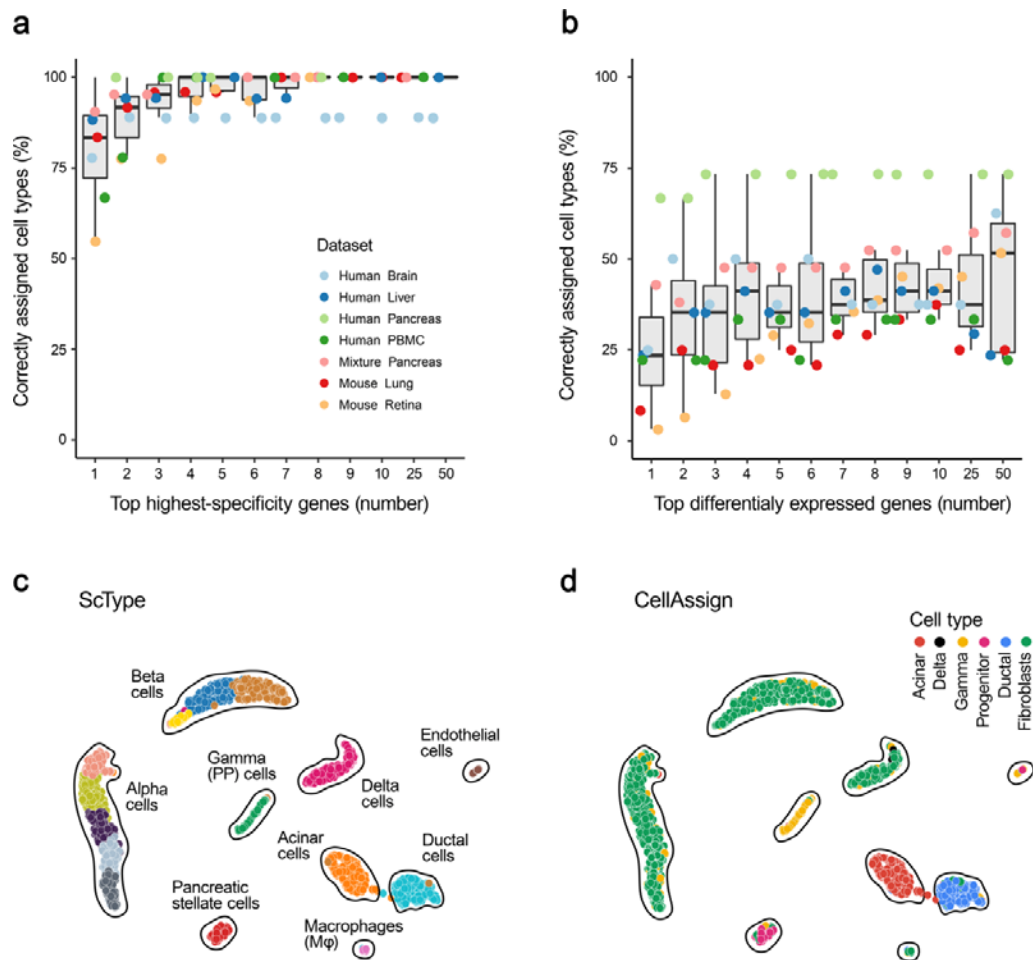 a
Correctly assigned cell types (%)
100
75
50
25
0
Dataset
Human Brain
Human Liver
Human Pancreas
Human PBMC
Mixture Pancreas
Mouse Lung
Mouse Retina
1 2 3 4 5 6 7 8 9 10 25 50
Top highest-specificity genes (number)
b
Correctly assigned cell types (%)
100
75
50
25
0
1 2 3 4 5 6 7 8 9 10 25 50
Top differentialy expressed genes (number)
c
ScType
Beta
cells
Endothelial
cells
Gamma
(PP) cells
Alpha
cells
Delta
cells
Acinar
cells
Ductal
cells
Pancreatic
stellate cells
Macrophages
(Mφ)
d
CellAssign
Cell type
Acinar
Delta
Gamma
Progenitor
Ductal
Fibroblasts